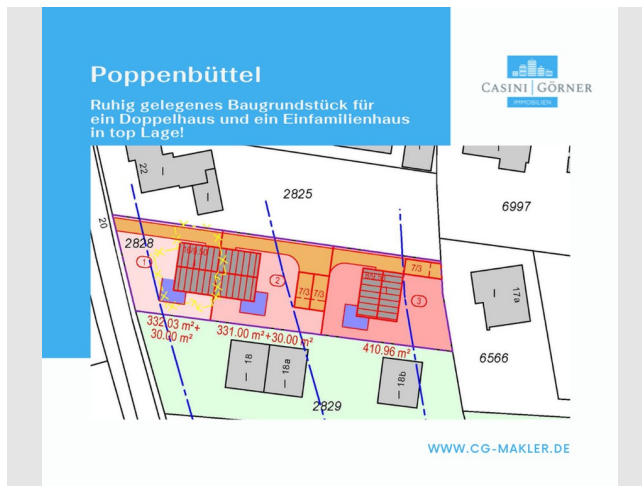 Poppenbüttel
CASINI | GÖRNER
IMMOBILIEN
Ruhig gelegenes Baugrundstück für
ein Doppelhaus und ein Einfamilienhaus
in top Lage!
22
2825
6997
20
2828
1
2
7/3 7/3
7/3
3
17a
332.03 m²+
30.00 m²
331.00 m²+30.00 m²
410.96 m²
6566
18
18a
18b
2829
WWW.CG-MAKLER.DE